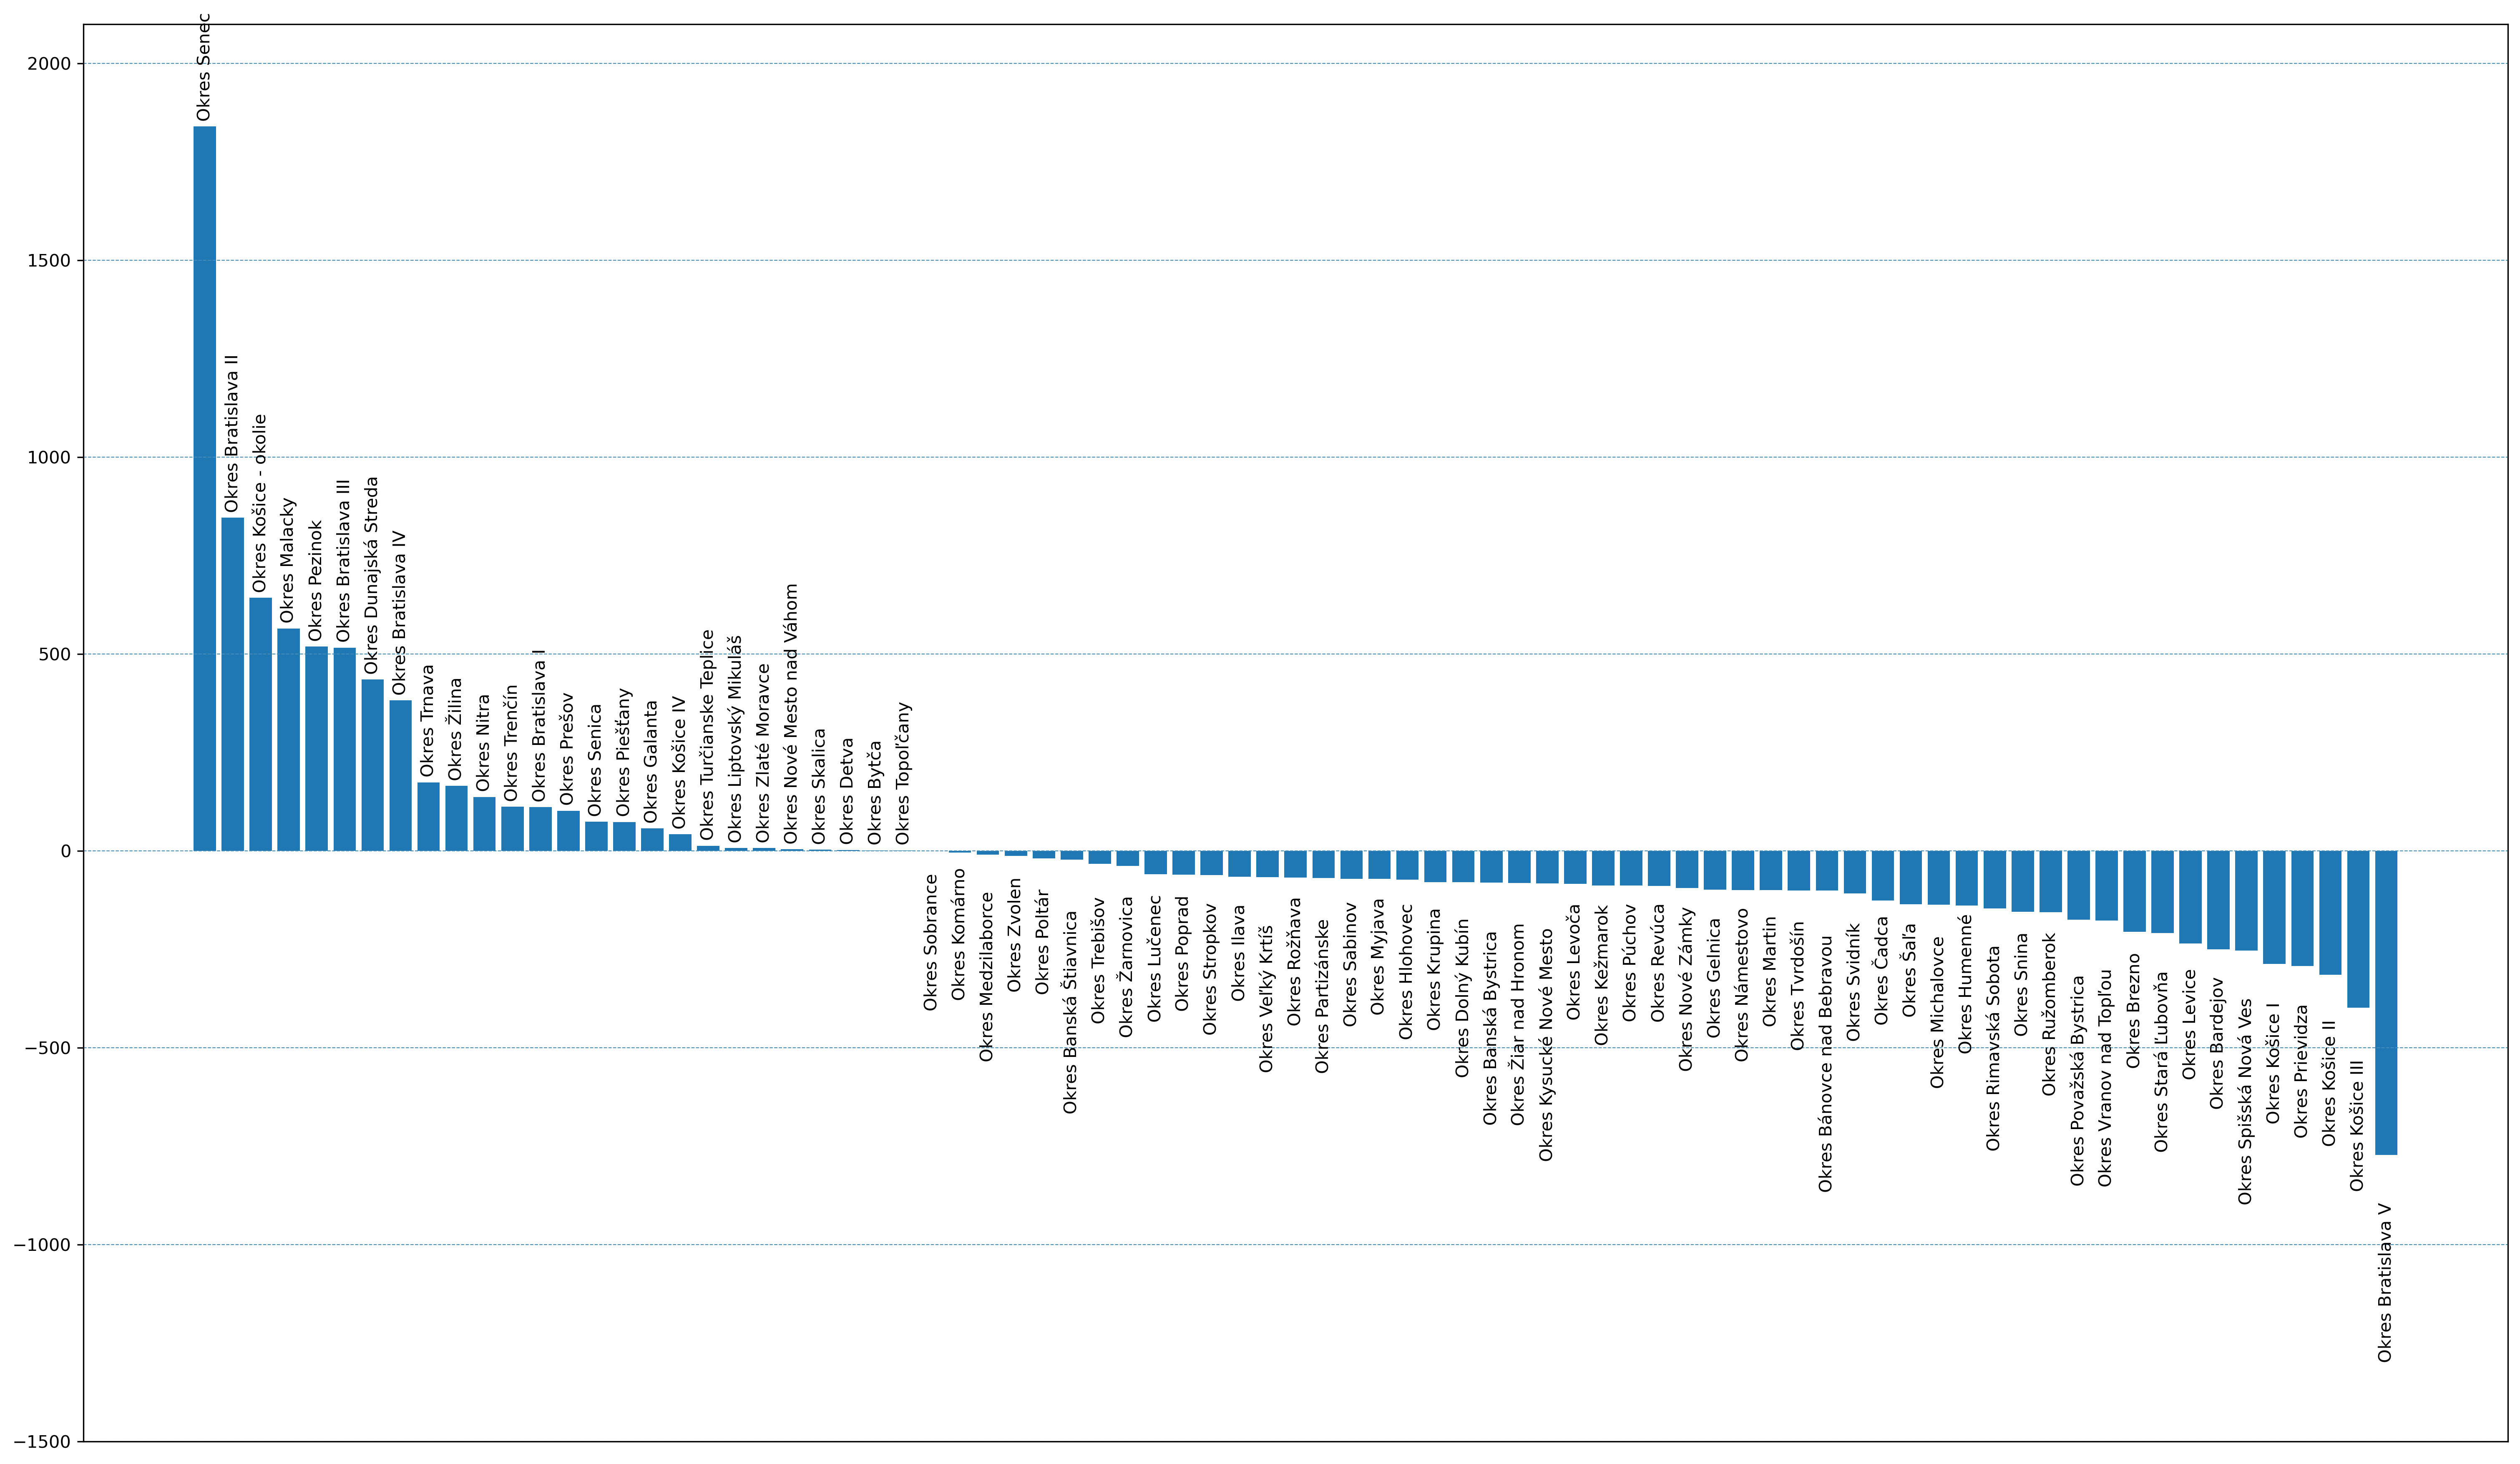 2000
1500
1000
500
0
−500
−1000
−1500
Okres Senec
Okres Bratislava II
Okres Košice - okolie
Okres Malacky
Okres Pezinok
Okres Bratislava III
Okres Dunajská Streda
Okres Bratislava IV
Okres Trnava
Okres Žilina
Okres Nitra
Okres Trenčín
Okres Bratislava I
Okres Prešov
Okres Senica
Okres Piešťany
Okres Galanta
Okres Košice IV
Okres Turčianske Teplice
Okres Liptovský Mikuláš
Okres Zlaté Moravce
Okres Nové Mesto nad Váhom
Okres Skalica
Okres Detva
Okres Bytča
Okres Topoľčany
Okres Sobrance
Okres Komárno
Okres Medzilaborce
Okres Zvolen
Okres Poltár
Okres Banská Štiavnica
Okres Trebišov
Okres Žarnovica
Okres Lučenec
Okres Poprad
Okres Stropkov
Okres Ilava
Okres Veľký Krtíš
Okres Rožňava
Okres Partizánske
Okres Sabinov
Okres Myjava
Okres Hlohovec
Okres Krupina
Okres Dolný Kubín
Okres Banská Bystrica
Okres Žiar nad Hronom
Okres Kysucké Nové Mesto
Okres Levoča
Okres Kežmarok
Okres Púchov
Okres Revúca
Okres Nové Zámky
Okres Gelnica
Okres Námestovo
Okres Martin
Okres Tvrdošín
Okres Bánovce nad Bebravou
Okres Svidník
Okres Čadca
Okres Šaľa
Okres Michalovce
Okres Humenné
Okres Rimavská Sobota
Okres Snina
Okres Ružomberok
Okres Považská Bystrica
Okres Vranov nad Topľou
Okres Brezno
Okres Stará Ľubovňa
Okres Levice
Okres Bardejov
Okres Spišská Nová Ves
Okres Košice I
Okres Prievidza
Okres Košice II
Okres Košice III
Okres Bratislava V